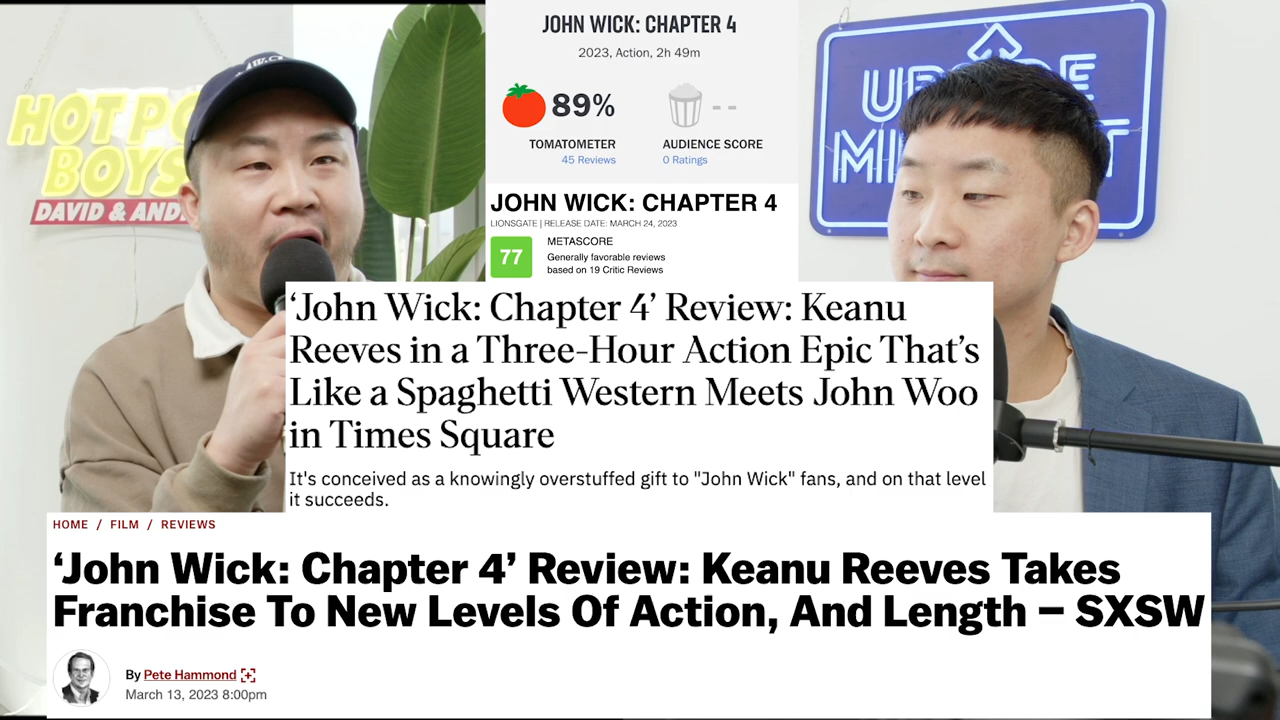 HOT PO
BOYS
DAVID & AND
JOHN WICK: CHAPTER 4
2023, Action, 2h 49m
89%
--
TOMATOMETER
AUDIENCE SCORE
45 Reviews
0 Ratings
JOHN WICK: CHAPTER 4
LIONSGATE | RELEASE DATE: MARCH 24, 2023
77
METASCORE
Generally favorable reviews
based on 19 Critic Reviews
‘John Wick: Chapter 4’ Review: Keanu
Reeves in a Three-Hour Action Epic That’s
Like a Spaghetti Western Meets John Woo
in Times Square
It's conceived as a knowingly overstuffed gift to "John Wick" fans, and on that level
it succeeds.
HOME / FILM / REVIEWS
‘John Wick: Chapter 4’ Review: Keanu Reeves Takes
Franchise To New Levels Of Action, And Length – SXSW
By Pete Hammond
March 13, 2023 8:00pm